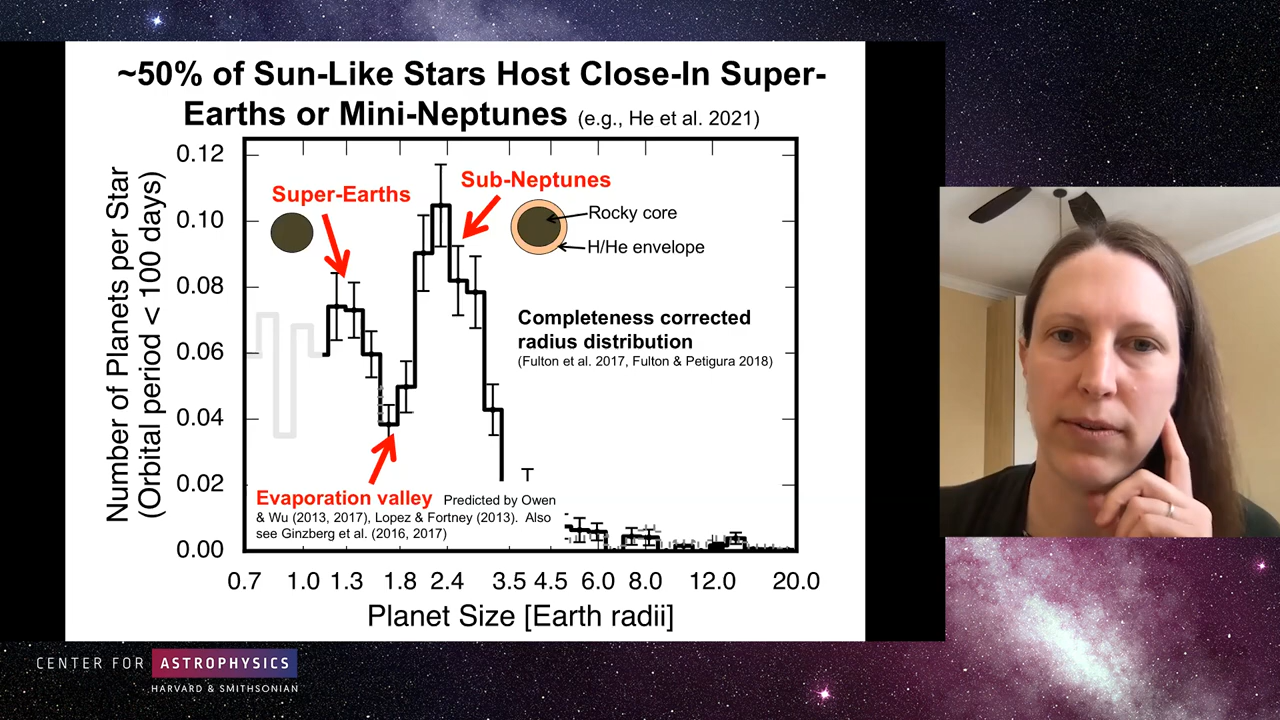 ~50% of Sun-Like Stars Host Close-In Super-
Earths or Mini-Neptunes (e.g., He et al. 2021)
Number of Planets per Star
(Orbital period < 100 days)
0.12
0.10
0.08
0.06
0.04
0.02
0.00
Super-Earths
Sub-Neptunes
Rocky core
H/He envelope
Completeness corrected
radius distribution
(Fulton et al. 2017, Fulton & Petigura 2018)
Evaporation valley Predicted by Owen
& Wu (2013, 2017), Lopez & Fortney (2013). Also
see Ginzberg et al. (2016, 2017)
0.7 1.0 1.3 1.8 2.4 3.5 4.5 6.0 8.0 12.0 20.0
Planet Size [Earth radii]
CENTER FOR ASTROPHYSICS
HARVARD & SMITHSONIAN